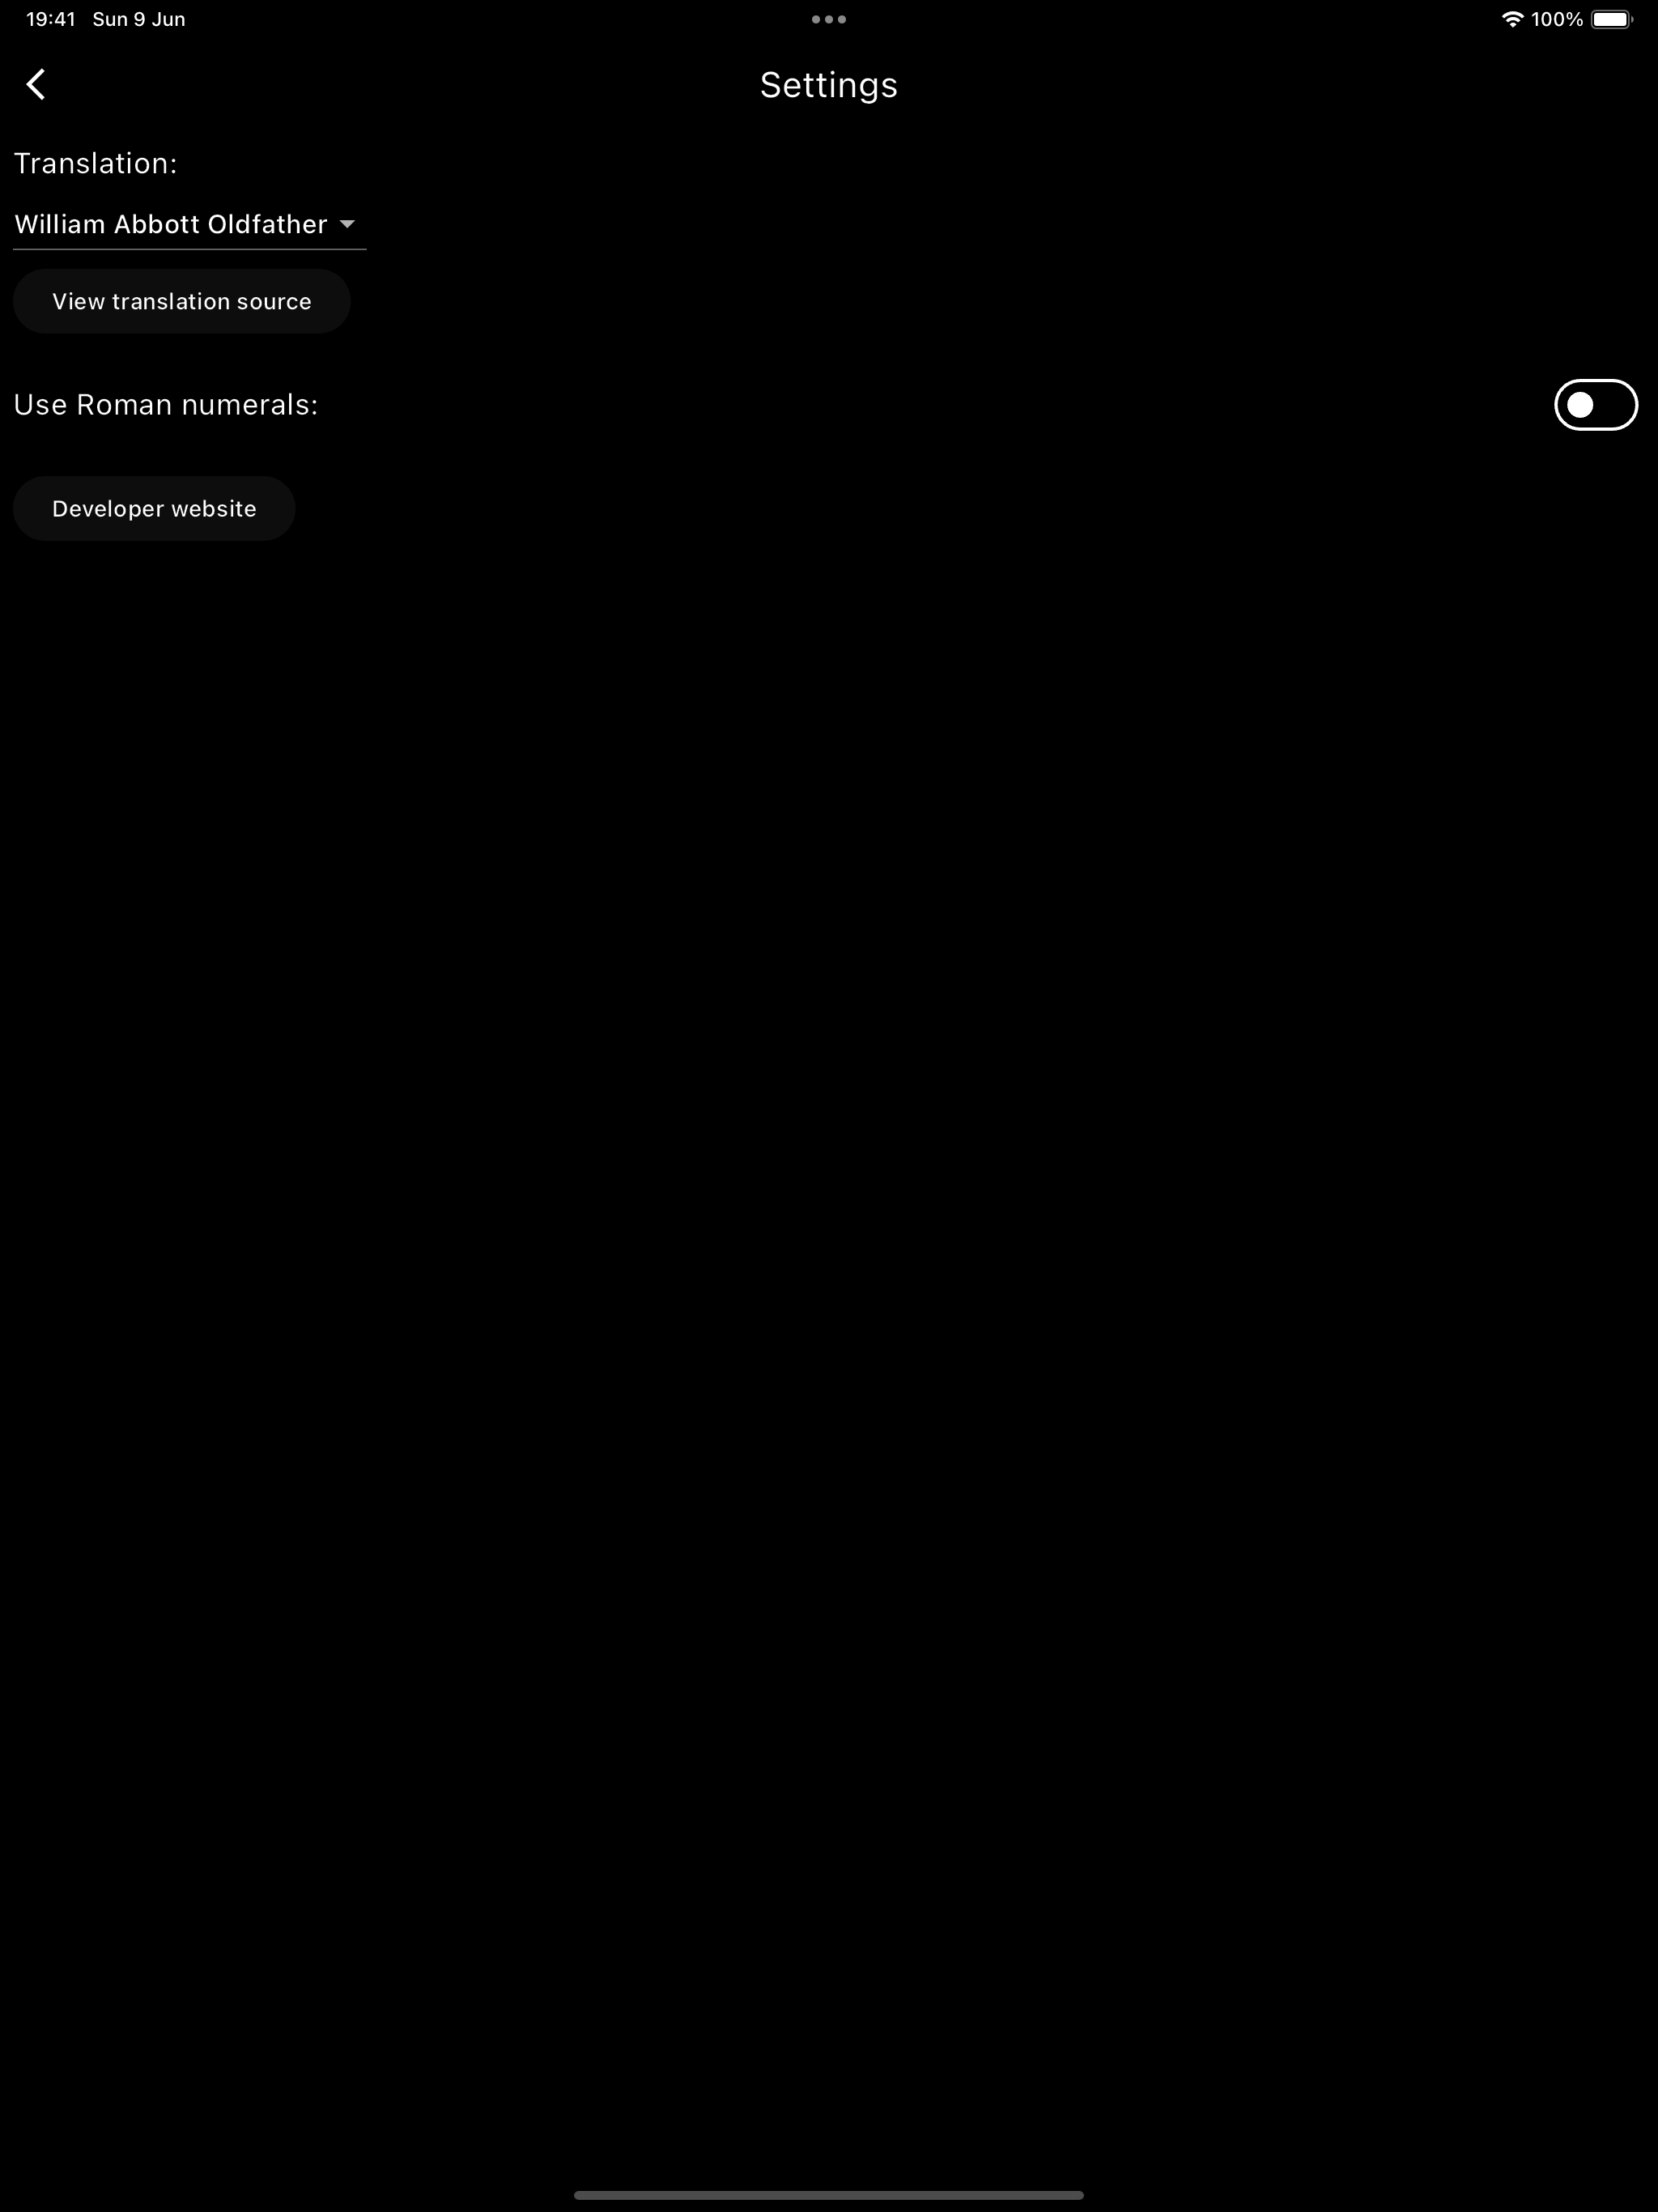 19:41 Sun 9 Jun 100%
Settings
Translation:
William Abbott Oldfather
View translation source
Use Roman numerals:
Developer website